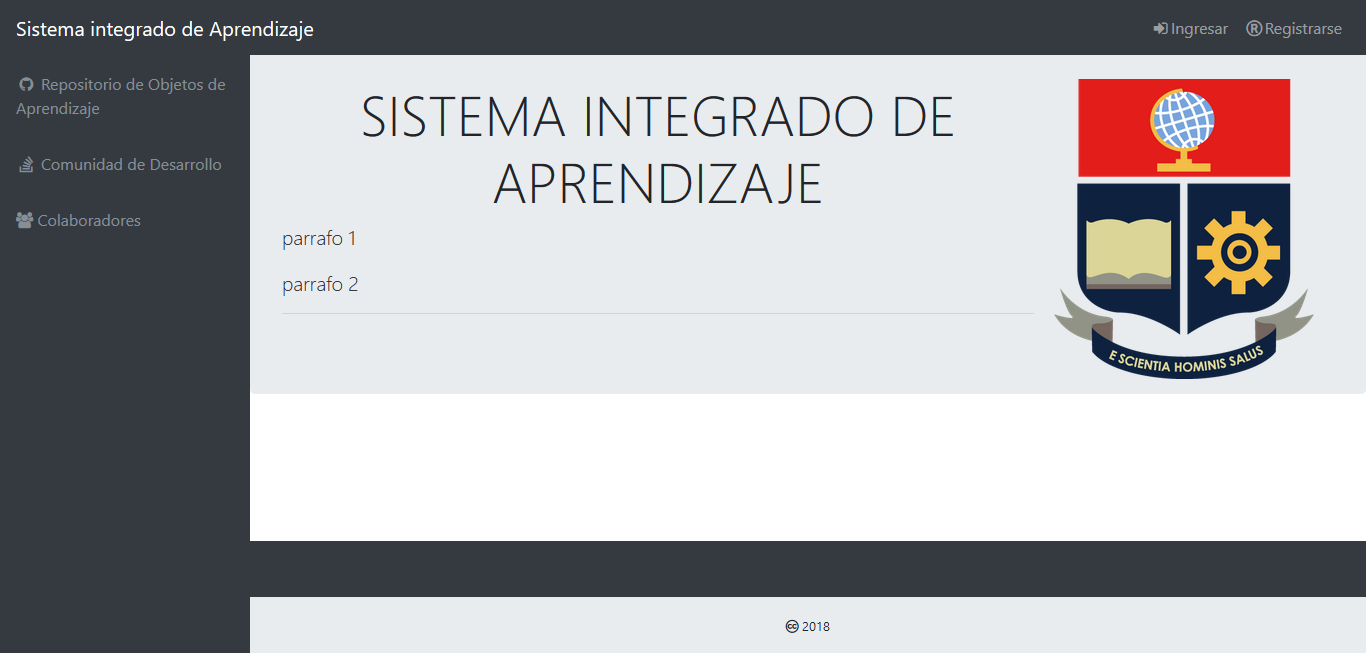 Sistema integrado de Aprendizaje
Ingresar
Registrarse
Repositorio de Objetos de
Aprendizaje
Comunidad de Desarrollo
Colaboradores
SISTEMA INTEGRADO DE
APRENDIZAJE
parrafo 1
parrafo 2
E SCIENTIA HOMINIS SALUS
2018